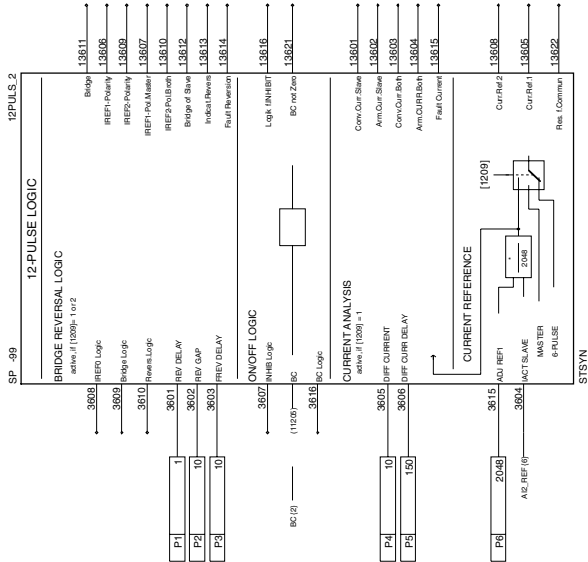 SP -99 12PULS_2
12-PULSE LOGIC
BRIDGE REVERSAL LOGIC
active, if [1209]= 1 or 2
Bridge 13611
3608 IREF0 Logic IREF1-Polarity 13606
3609 Bridge Logic IREF2-Polarity 13609
3610 Revers.Logic IREF1-Pol.Master 13607
P1 1 3601 REV DELAY IREF2-Pol.Broth 13610
P2 10 3602 REV GAP Bridge of Slave 13612
P3 10 3603 FREV DELAY Indicat.Revers 13613
Fault Reversion 13614
ON/OFF LOGIC
3607 INHIB Logic Logik f.INHIBIT 13616
BC (2) (11205) BC BC not Zero 13621
3616 BC Logic
CURRENT ANALYSIS
active, if [1209] = 1
Conv.Curr.Slave 13601
Arm.Curr.Slave 13602
P4 10 3605 DIFF CURRENT Conv.Curr.Both 13603
P5 150 3606 DIFF CURR DELAY Arm.CURR.Both 13604
Fault Current 13615
CURRENT REFERENCE
[1209]
P6 2048 3615 ADJ REF1 Curr.Ref.2 13608
AI2_REF (6) 3604 IACT SLAVE * 2048 Curr.Ref.1 13605
MASTER
6-PULSE Res. f.Commun 13622
STSYN